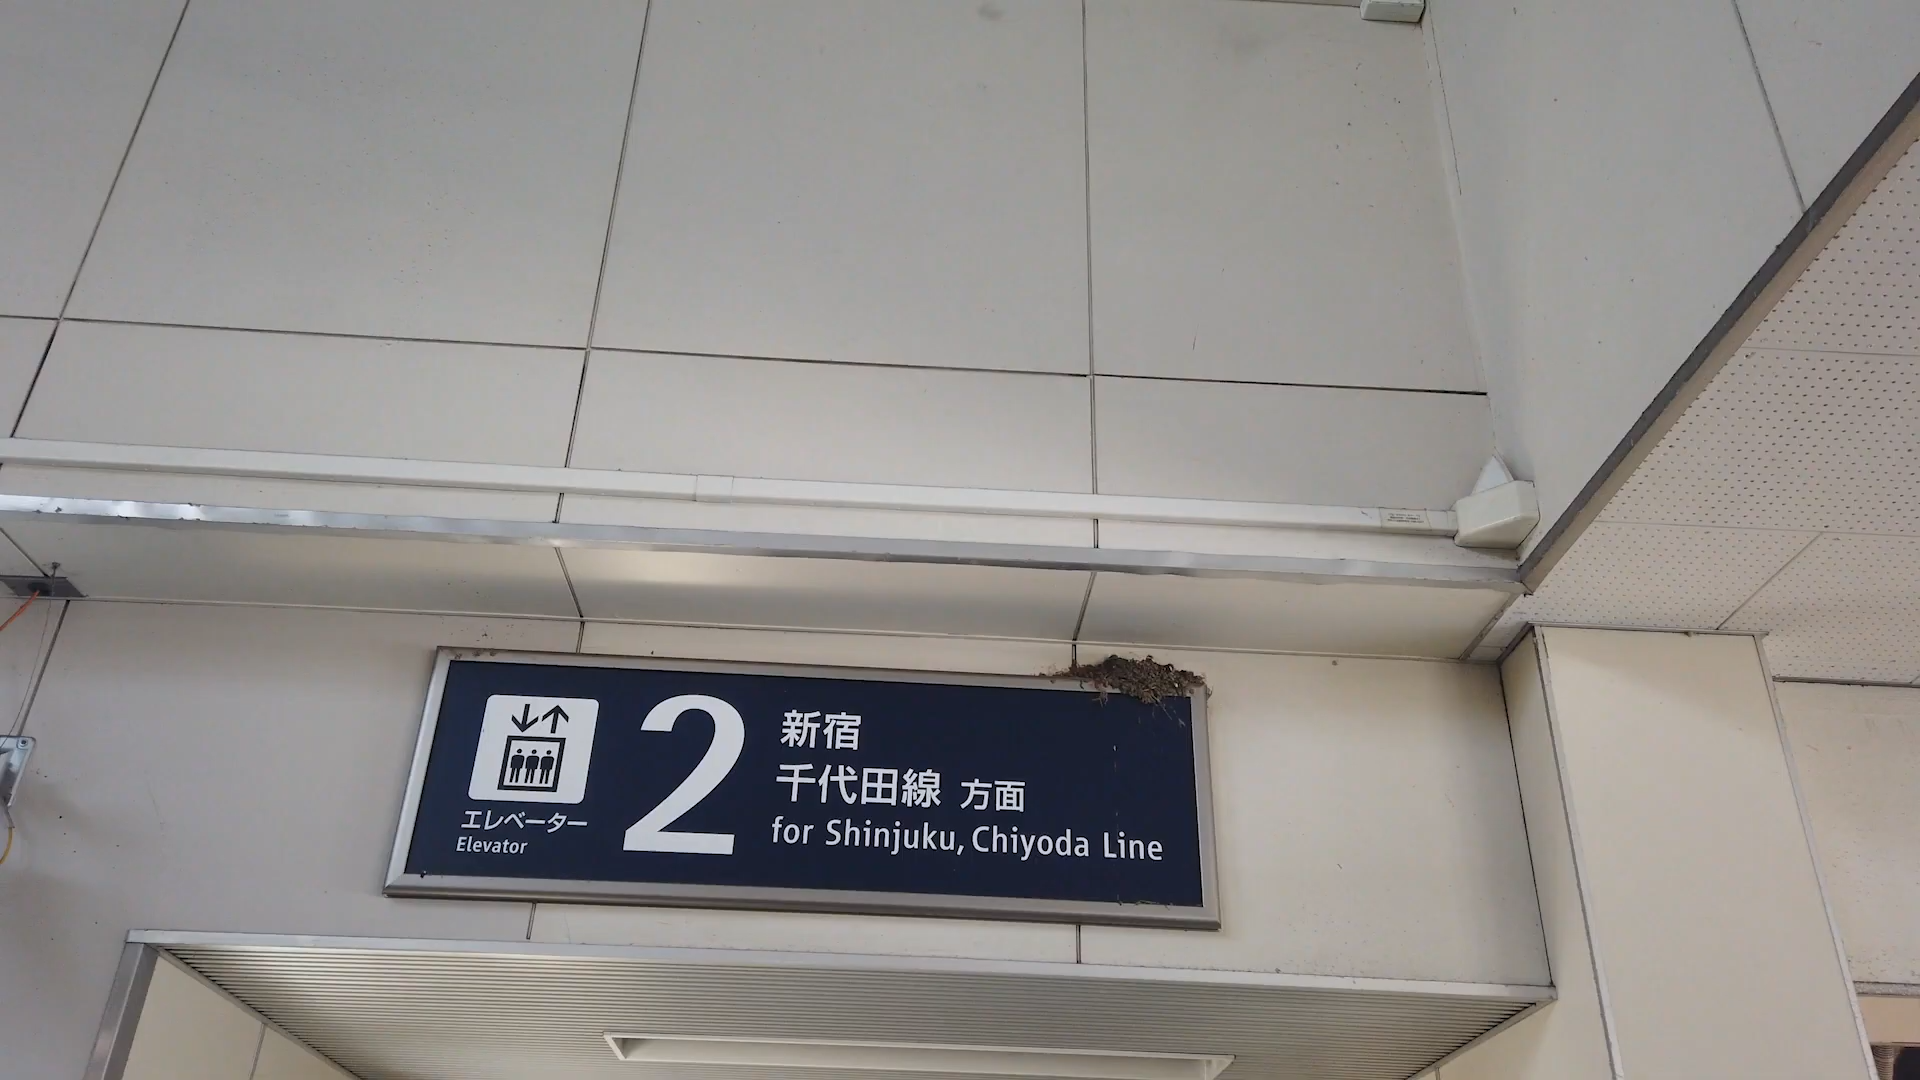 エレベーター
Elevator
2
新宿
千代田線 方面
for Shinjuku, Chiyoda Line